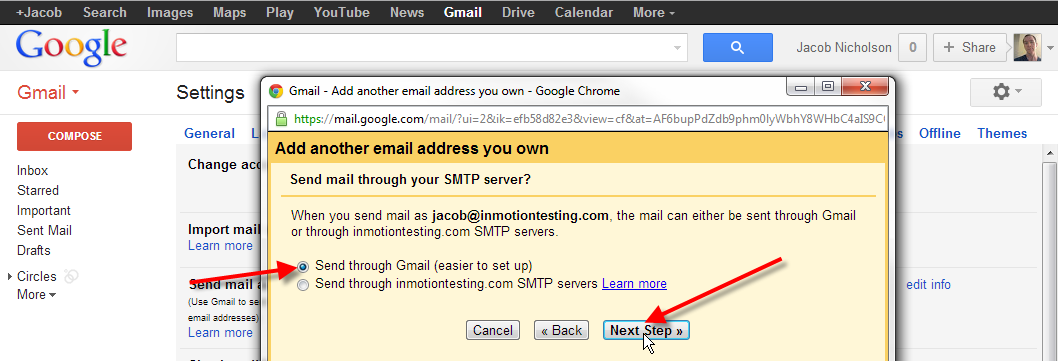 +Jacob Search Images Maps Play YouTube News Gmail Drive Calendar More
Google
Jacob Nicholson 0 + Share
Gmail
Settings
COMPOSE
Inbox
Starred
Important
Sent Mail
Drafts
Circles
More
General
Offline Themes
Change acc
Import mail
Learn more
Send mail a
(Use Gmail to se
email addresses)
Learn more
edit info
Gmail - Add another email address you own - Google Chrome
https://mail.google.com/mail/?ui=2&ik=efb58d82e3&view=cf&at=AF6bupPdZdb9phm0lyWbhY8WHbC4aIS9C
Add another email address you own
Send mail through your SMTP server?
When you send mail as jacob@inmotiontesting.com, the mail can either be sent through Gmail
or through inmotiontesting.com SMTP servers.
Send through Gmail (easier to set up)
Send through inmotiontesting.com SMTP servers Learn more
Cancel « Back Next Step »